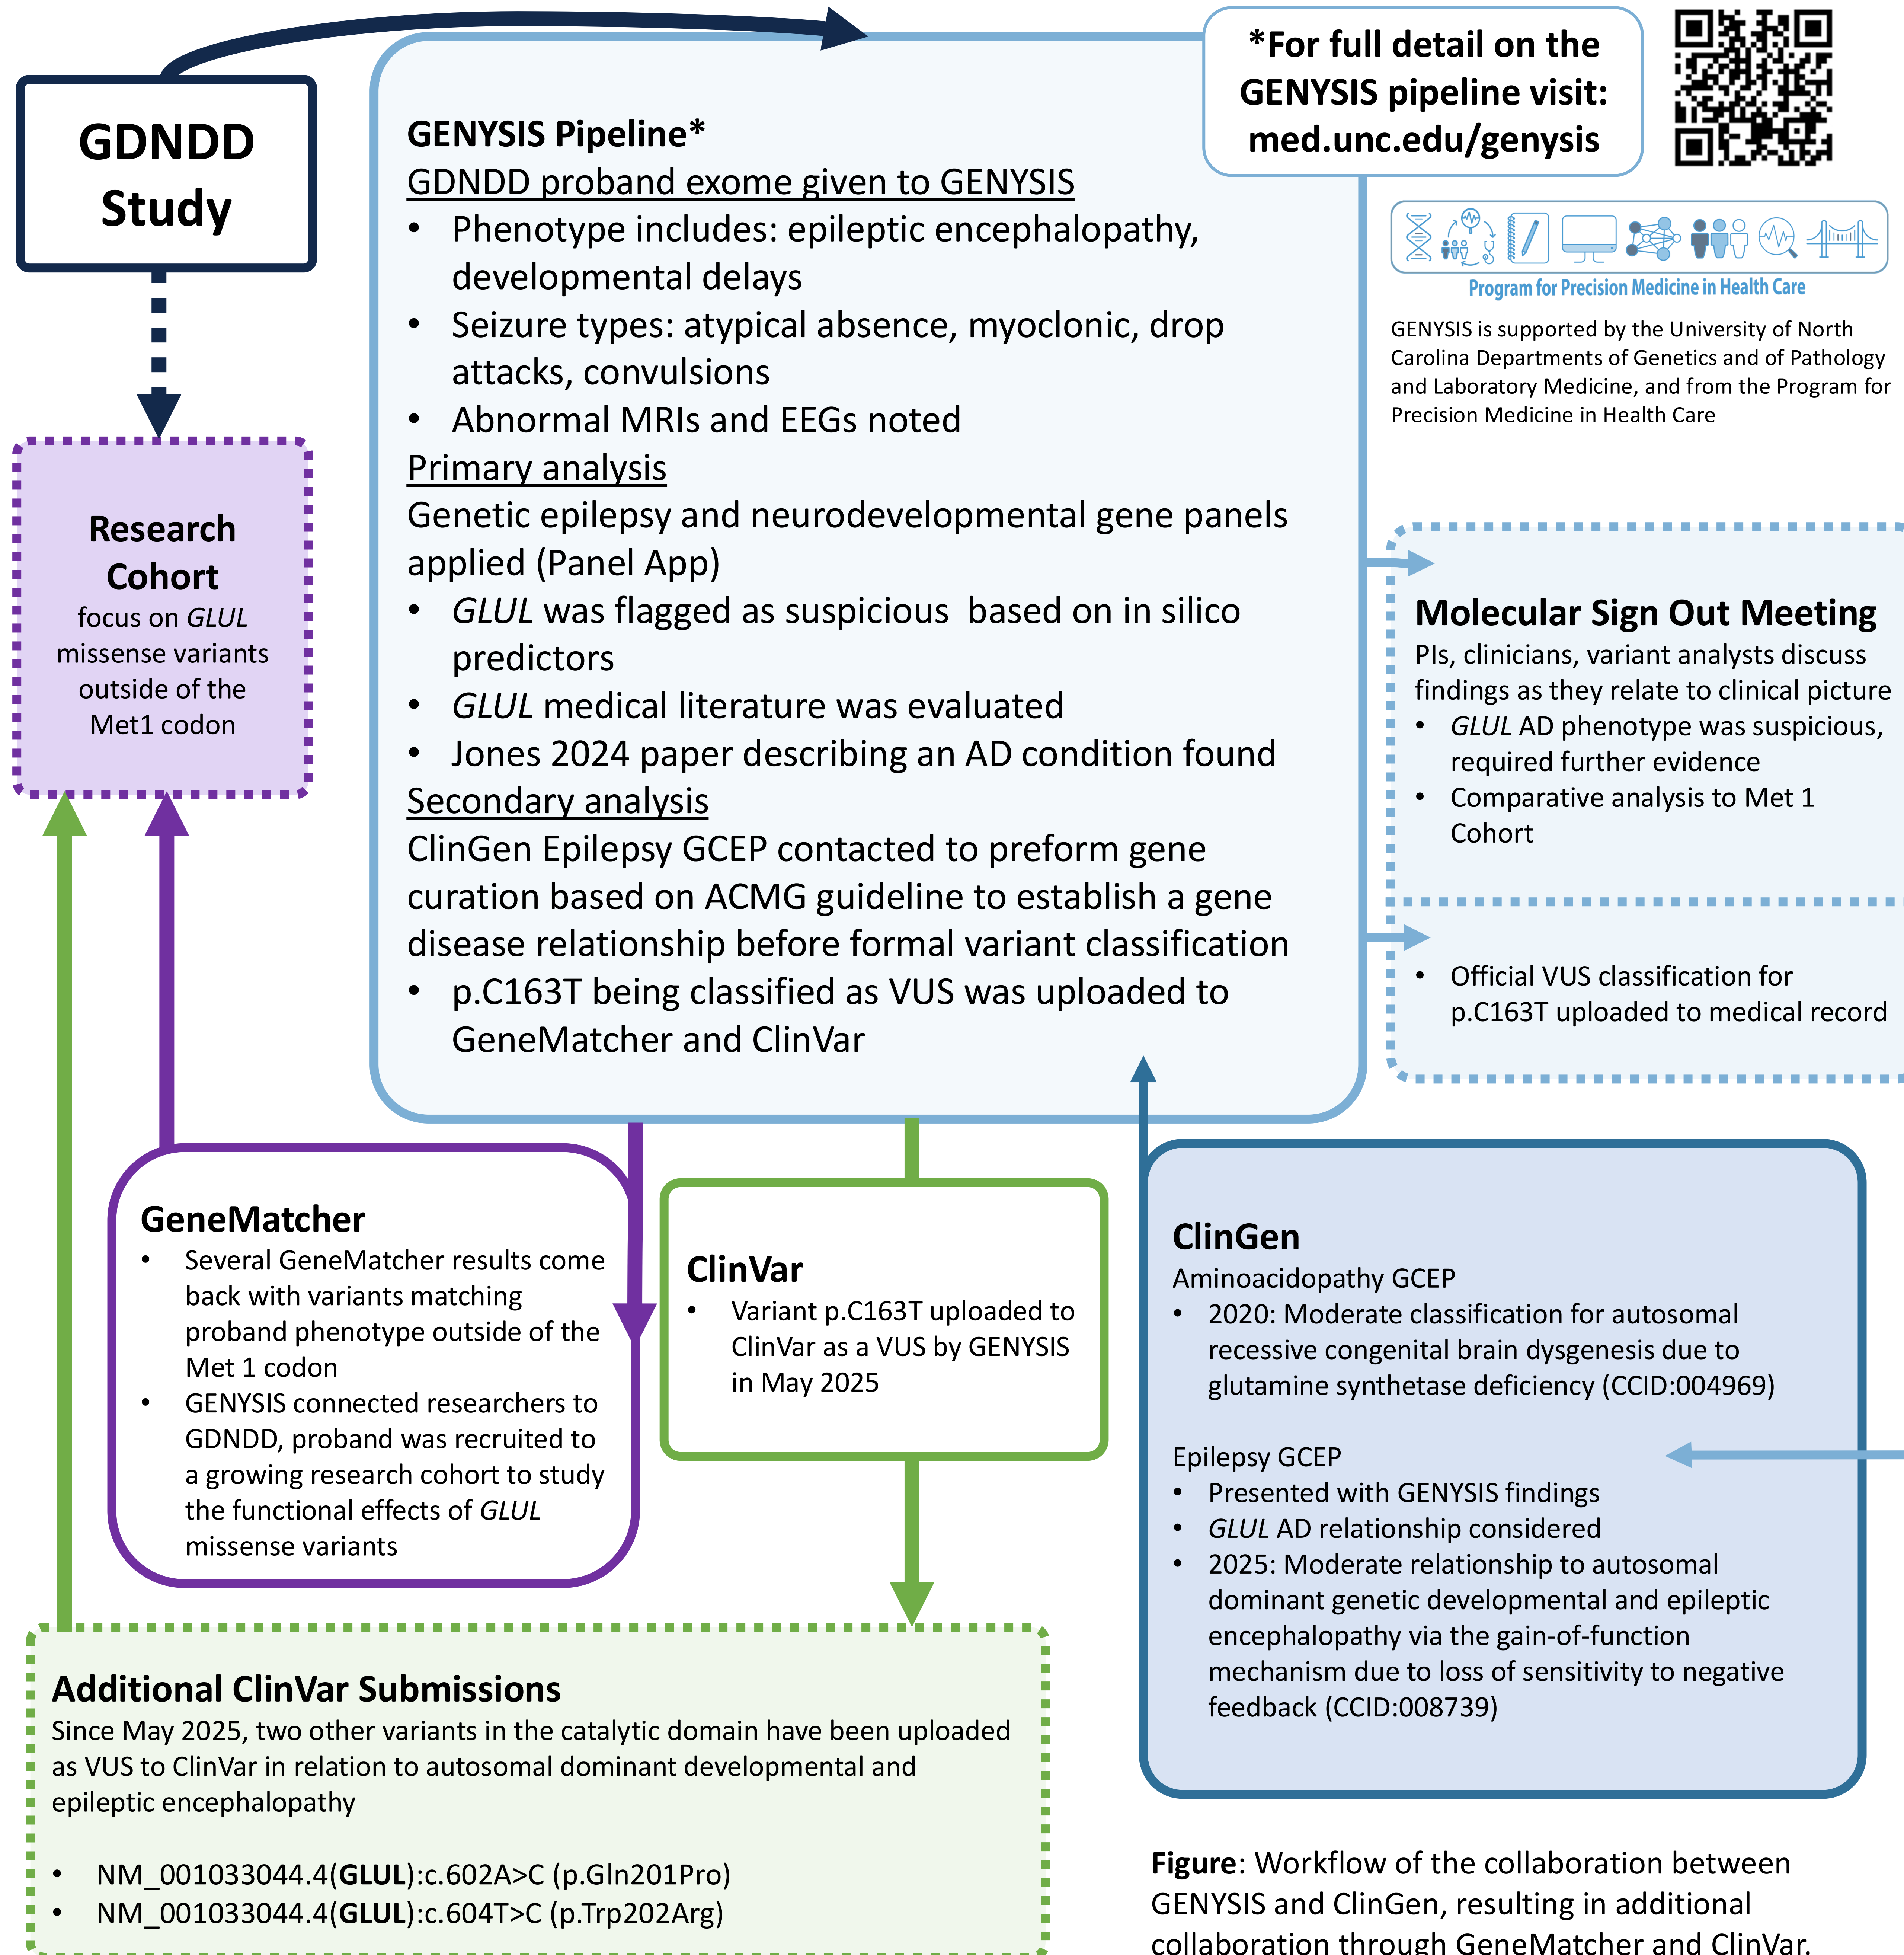 GDNDD
Study
*For full detail on the
GENYSIS pipeline visit:
med.unc.edu/genysis
GENYSIS Pipeline*
GDNDD proband exome given to GENYSIS
• Phenotype includes: epileptic encephalopathy,
developmental delays
• Seizure types: atypical absence, myoclonic, drop
attacks, convulsions
• Abnormal MRIs and EEGs noted
Primary analysis
Genetic epilepsy and neurodevelopmental gene panels
applied (Panel App)
• GLUL was flagged as suspicious based on in silico
predictors
• GLUL medical literature was evaluated
• Jones 2024 paper describing an AD condition found
Secondary analysis
ClinGen Epilepsy GCEP contacted to preform gene
curation based on ACMG guideline to establish a gene
disease relationship before formal variant classification
• p.C163T being classified as VUS was uploaded to
GeneMatcher and ClinVar
Program for Precision Medicine in Health Care
GENYSIS is supported by the University of North
Carolina Departments of Genetics and of Pathology
and Laboratory Medicine, and from the Program for
Precision Medicine in Health Care
Research
Cohort
focus on GLUL
missense variants
outside of the
Met1 codon
Molecular Sign Out Meeting
PIs, clinicians, variant analysts discuss
findings as they relate to clinical picture
• GLUL AD phenotype was suspicious,
required further evidence
• Comparative analysis to Met 1
Cohort
• Official VUS classification for
p.C163T uploaded to medical record
GeneMatcher
• Several GeneMatcher results come
back with variants matching
proband phenotype outside of the
Met 1 codon
• GENYSIS connected researchers to
GDNDD, proband was recruited to
a growing research cohort to study
the functional effects of GLUL
missense variants
ClinVar
• Variant p.C163T uploaded to
ClinVar as a VUS by GENYSIS
in May 2025
ClinGen
Aminoacidopathy GCEP
• 2020: Moderate classification for autosomal
recessive congenital brain dysgenesis due to
glutamine synthetase deficiency (CCID:004969)
Epilepsy GCEP
• Presented with GENYSIS findings
• GLUL AD relationship considered
• 2025: Moderate relationship to autosomal
dominant genetic developmental and epileptic
encephalopathy via the gain-of-function
mechanism due to loss of sensitivity to negative
feedback (CCID:008739)
Additional ClinVar Submissions
Since May 2025, two other variants in the catalytic domain have been uploaded
as VUS to ClinVar in relation to autosomal dominant developmental and
epileptic encephalopathy
• NM_001033044.4(GLUL):c.602A>C (p.Gln201Pro)
• NM_001033044.4(GLUL):c.604T>C (p.Trp202Arg)
Figure: Workflow of the collaboration between
GENYSIS and ClinGen, resulting in additional
collaboration through GeneMatcher and ClinVar.